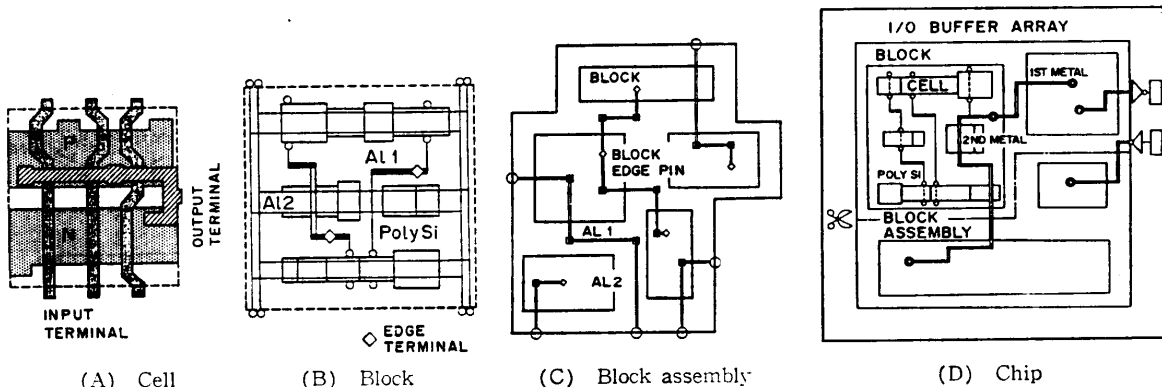 P
N
INPUT
TERMINAL
OUTPUT
TERMINAL
(A) Cell
Al 1
Al2
PolySi
EDGE
TERMINAL
(B) Block
BLOCK
BLOCK
EDGE PIN
AL 1
AL 2
(C) Block assembly
I/O BUFFER ARRAY
BLOCK
CELL
1ST METAL
2ND METAL
POLY SI
BLOCK
ASSEMBLY
(D) Chip